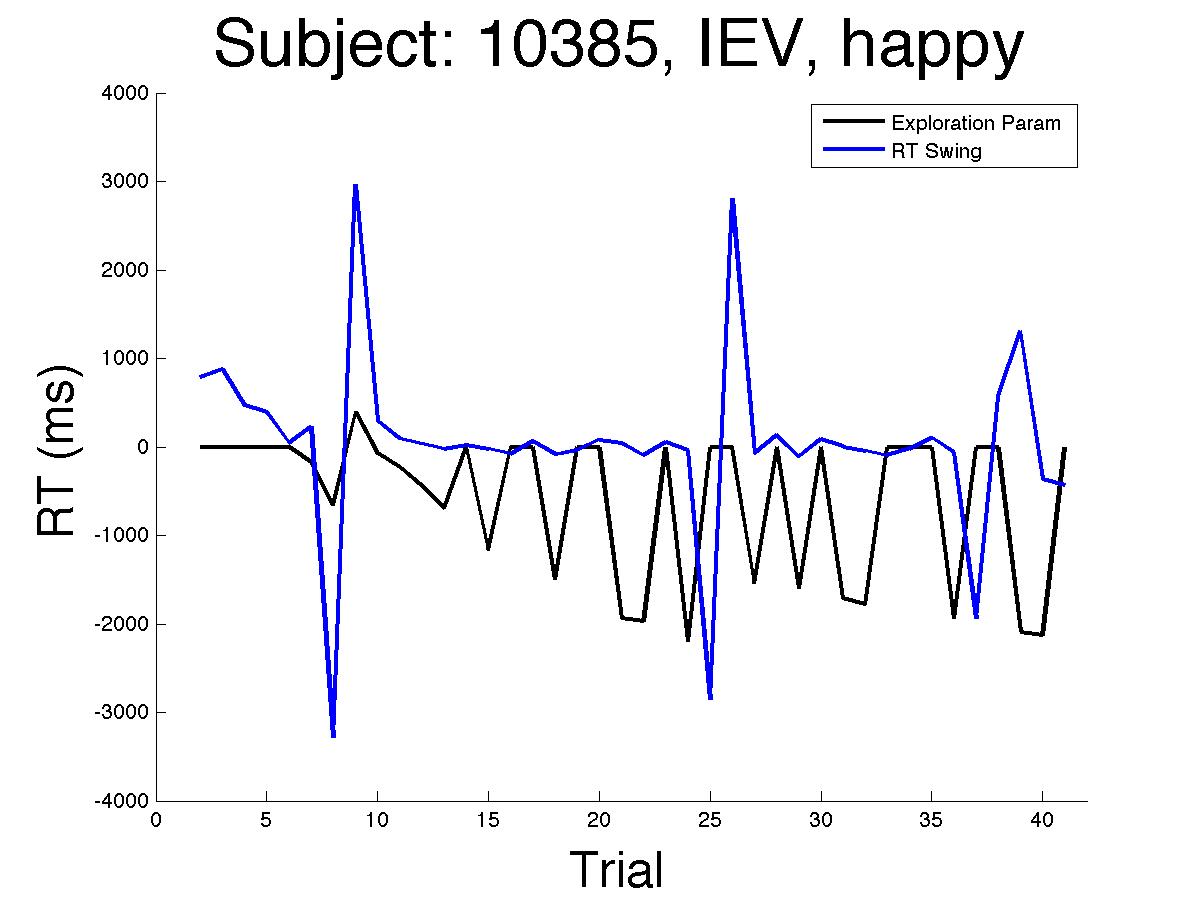 Subject: 10385, IEV, happy
Exploration Param
RT Swing
4000
3000
2000
1000
0
-1000
-2000
-3000
-4000
RT (ms)
0 5 10 15 20 25 30 35 40
Trial